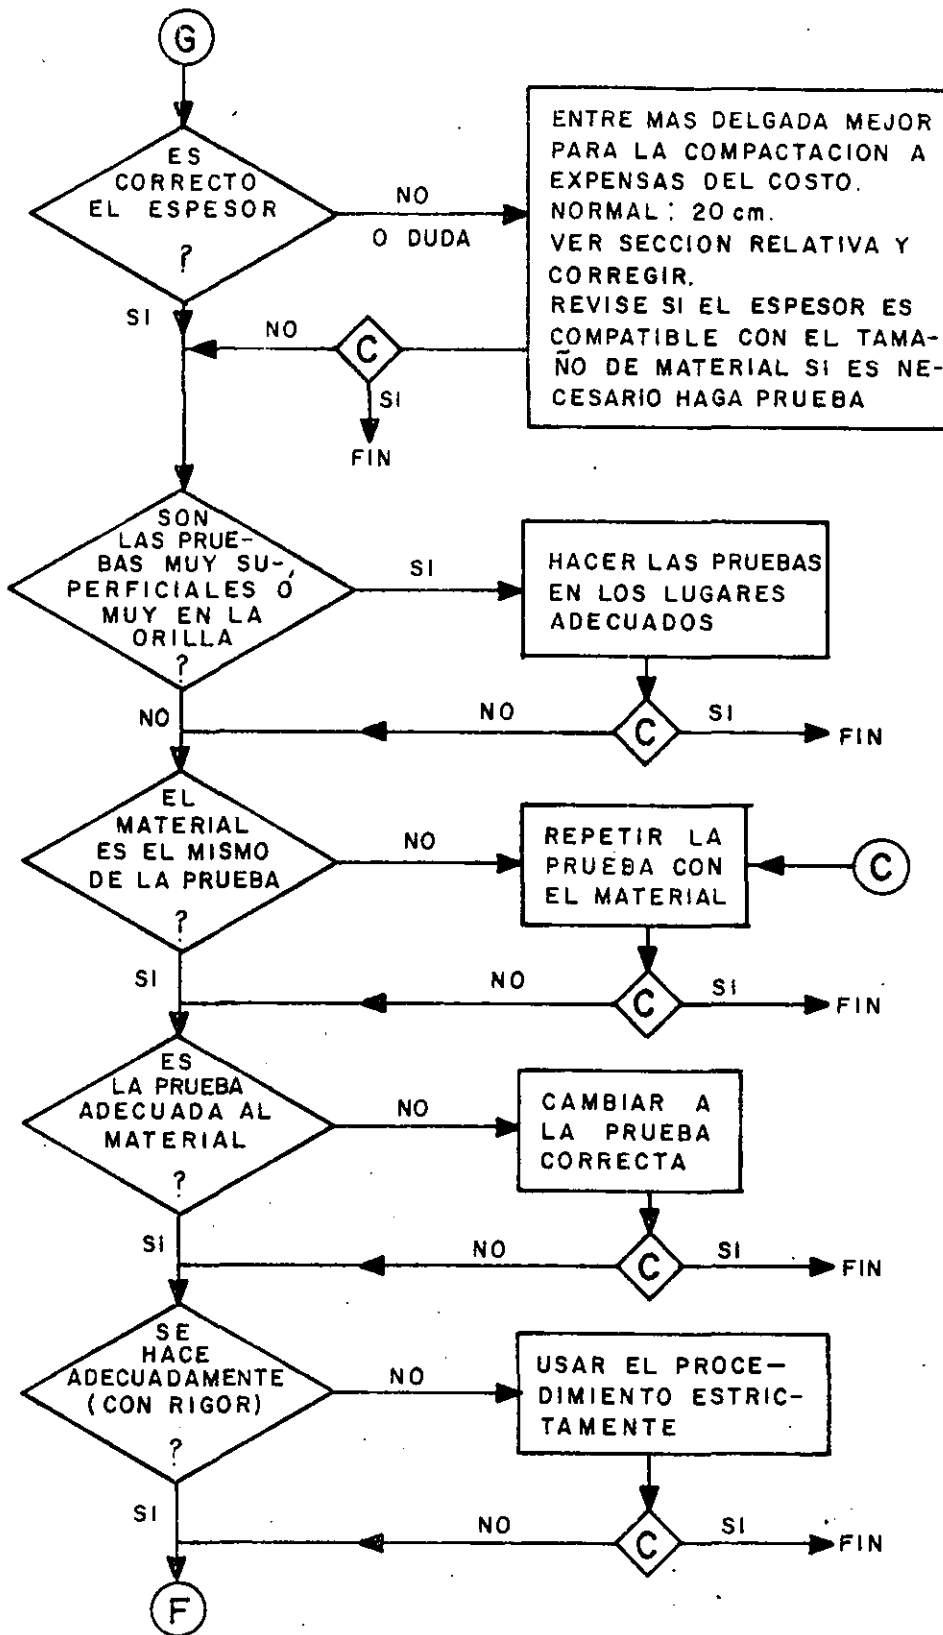 G
ES
CORRECTO
EL ESPESOR
?
NO
O DUDA
ENTRE MAS DELGADA MEJOR
PARA LA COMPACTACION A
EXPENSAS DEL COSTO.
NORMAL: 20 cm.
VER SECCION RELATIVA Y
CORREGIR.
REVISE SI EL ESPESOR ES
COMPATIBLE CON EL TAMA-
ÑO DE MATERIAL SI ES NE-
CESARIO HAGA PRUEBA
SI
NO
C
SI
FIN
SON
LAS PRUE-
BAS MUY SU-
PERFICIALES Ó
MUY EN LA
ORILLA
?
SI
HACER LAS PRUEBAS
EN LOS LUGARES
ADECUADOS
NO
NO
C
SI
FIN
EL
MATERIAL
ES EL MISMO
DE LA PRUEBA
?
NO
REPETIR LA
PRUEBA CON
EL MATERIAL
C
SI
NO
C
SI
FIN
ES
LA PRUEBA
ADECUADA AL
MATERIAL
?
NO
CAMBIAR A
LA PRUEBA
CORRECTA
SI
NO
C
SI
FIN
SE
HACE
ADECUADAMENTE
(CON RIGOR)
?
NO
USAR EL PROCE-
DIMIENTO ESTRIC-
TAMENTE
SI
NO
C
SI
FIN
F